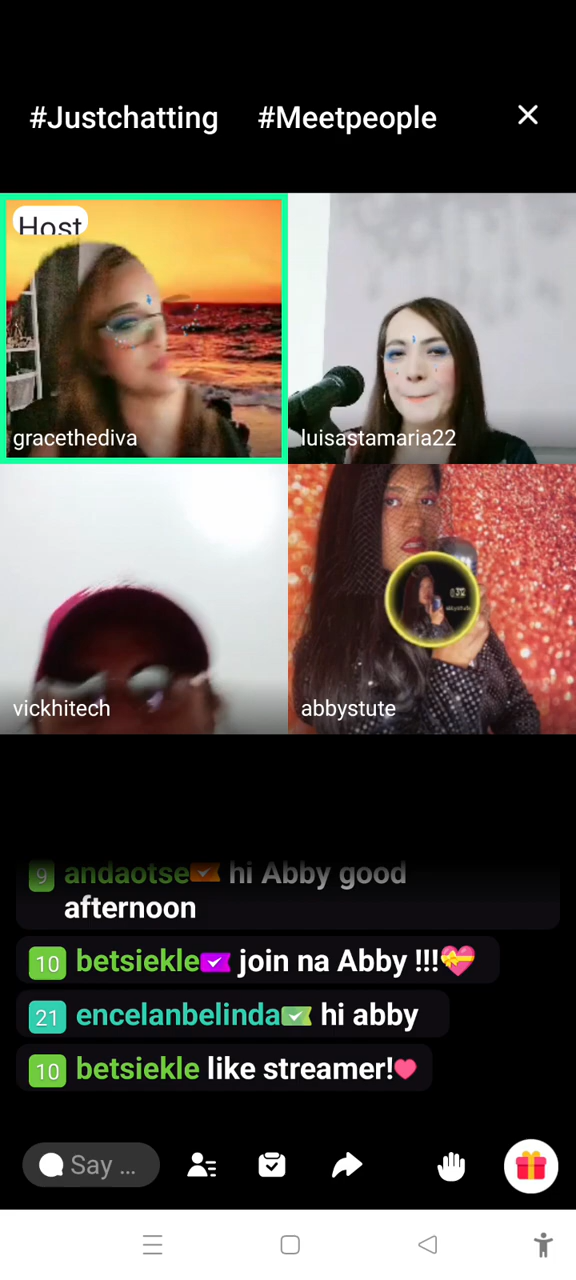 #Justchatting #Meetpeople
Host
gracethediva
luisastamaria22
vickhitech
abbystute
9 andaotse hi Abby good
afternoon
10 betsiekle join na Abby !!!💝
21 encelanbelinda hi abby
10 betsiekle like streamer!♥
Say ...